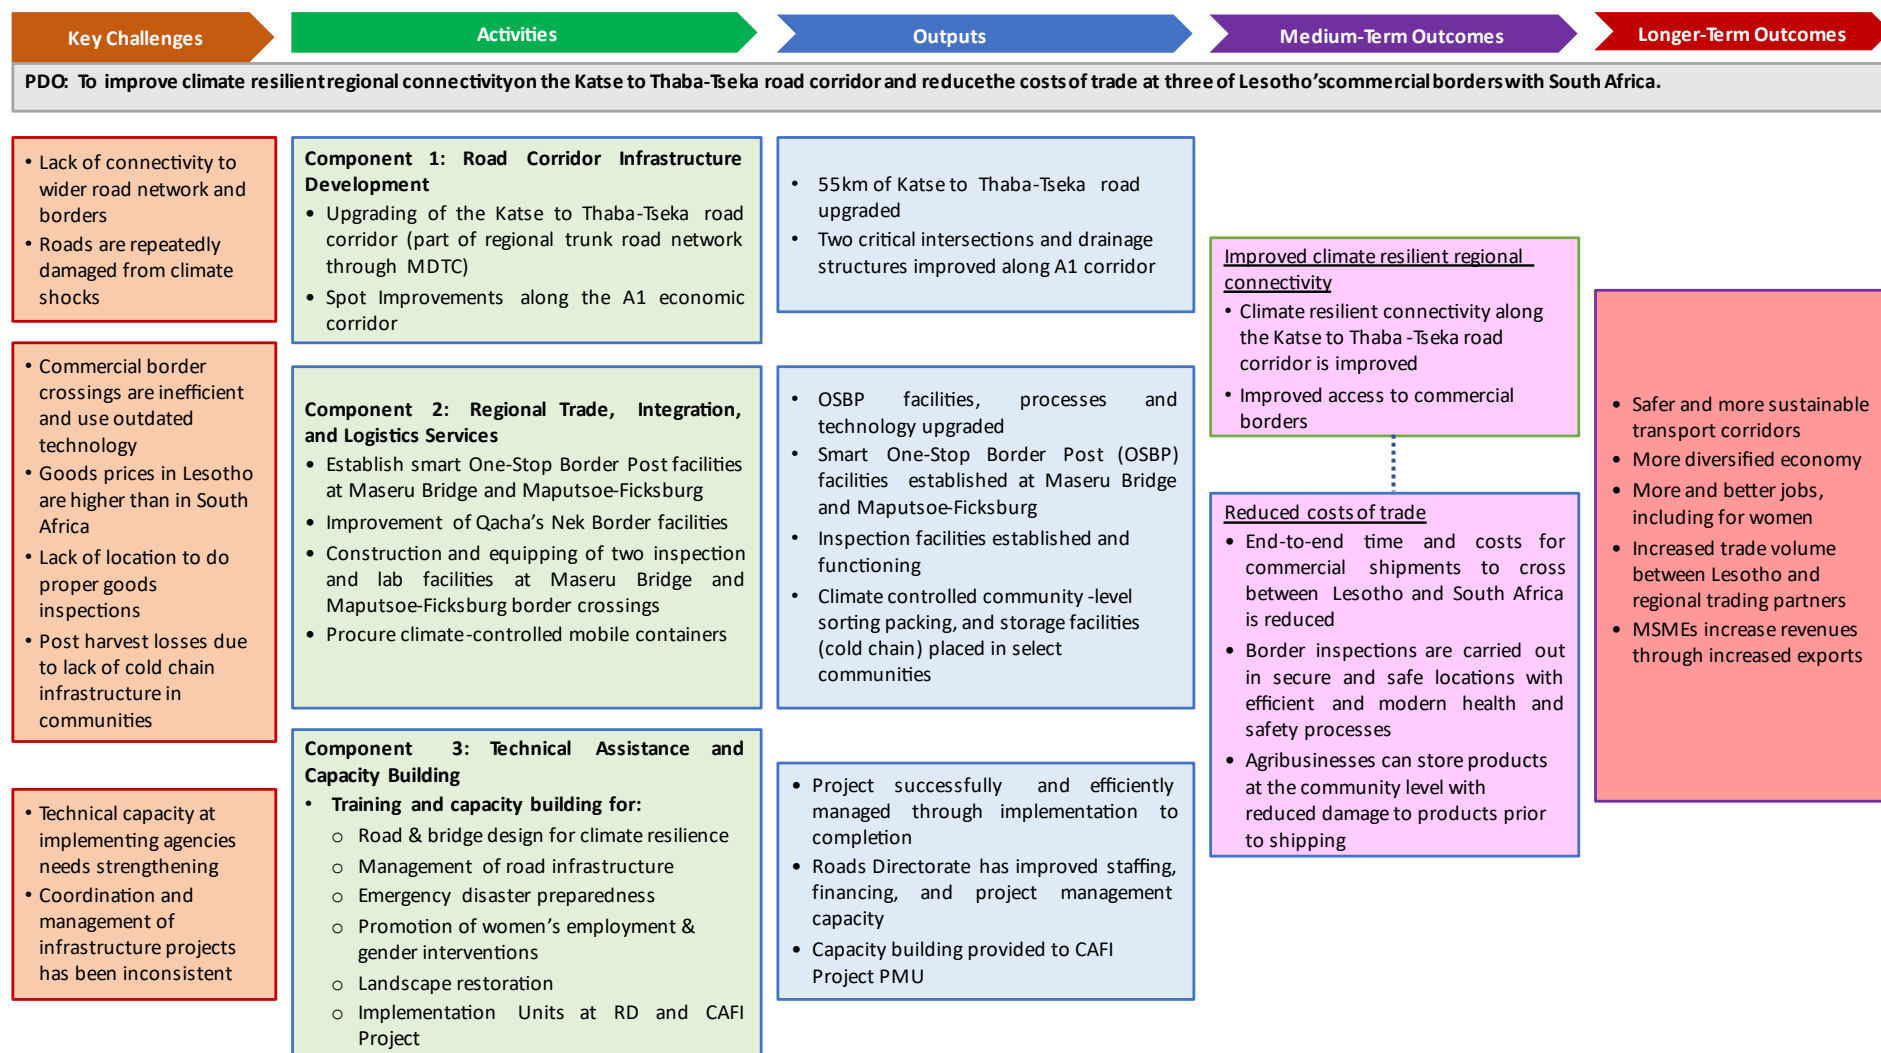 Key Challenges
Activities
Outputs
Medium-Term Outcomes
Longer-Term Outcomes
PDO: To improve climate resilient regional connectivity on the Katse to Thaba-Tseka road corridor and reduce the costs of trade at three of Lesotho's commercial borders with South Africa.
• Lack of connectivity to
wider road network and
borders
• Roads are repeatedly
damaged from climate
shocks
• Commercial border
crossings are inefficient
and use outdated
technology
• Goods prices in Lesotho
are higher than in South
Africa
• Lack of location to do
proper goods
inspections
• Post harvest losses due
to lack of cold chain
infrastructure in
communities
• Technical capacity at
implementing agencies
needs strengthening
• Coordination and
management of
infrastructure projects
has been inconsistent
Component 1: Road Corridor Infrastructure
Development
• Upgrading of the Katse to Thaba-Tseka road
corridor (part of regional trunk road network
through MDTC)
• Spot Improvements along the A1 economic
corridor
Component 2: Regional Trade, Integration,
and Logistics Services
• Establish smart One-Stop Border Post facilities
at Maseru Bridge and Maputsoe-Ficksburg
• Improvement of Qacha's Nek Border facilities
• Construction and equipping of two inspection
and lab facilities at Maseru Bridge and
Maputsoe-Ficksburg border crossings
• Procure climate-controlled mobile containers
Component 3: Technical Assistance and
Capacity Building
• Training and capacity building for:
o Road & bridge design for climate resilience
o Management of road infrastructure
o Emergency disaster preparedness
o Promotion of women's employment &
gender interventions
o Landscape restoration
o Implementation Units at RD and CAFI
Project
• 55km of Katse to Thaba-Tseka road
upgraded
• Two critical intersections and drainage
structures improved along A1 corridor
• OSBP facilities, processes and
technology upgraded
• Smart One-Stop Border Post (OSBP)
facilities established at Maseru Bridge
and Maputsoe-Ficksburg
• Inspection facilities established and
functioning
• Climate controlled community -level
sorting packing, and storage facilities
(cold chain) placed in select
communities
• Project successfully and efficiently
managed through implementation to
completion
• Roads Directorate has improved staffing,
financing, and project management
capacity
• Capacity building provided to CAFI
Project PMU
Improved climate resilient regional
connectivity
• Climate resilient connectivity along
the Katse to Thaba -Tseka road
corridor is improved
• Improved access to commercial
borders
Reduced costs of trade
• End-to-end time and costs for
commercial shipments to cross
between Lesotho and South Africa
is reduced
• Border inspections are carried out
in secure and safe locations with
efficient and modern health and
safety processes
• Agribusinesses can store products
at the community level with
reduced damage to products prior
to shipping
• Safer and more sustainable
transport corridors
• More diversified economy
• More and better jobs,
including for women
• Increased trade volume
between Lesotho and
regional trading partners
• MSMEs increase revenues
through increased exports